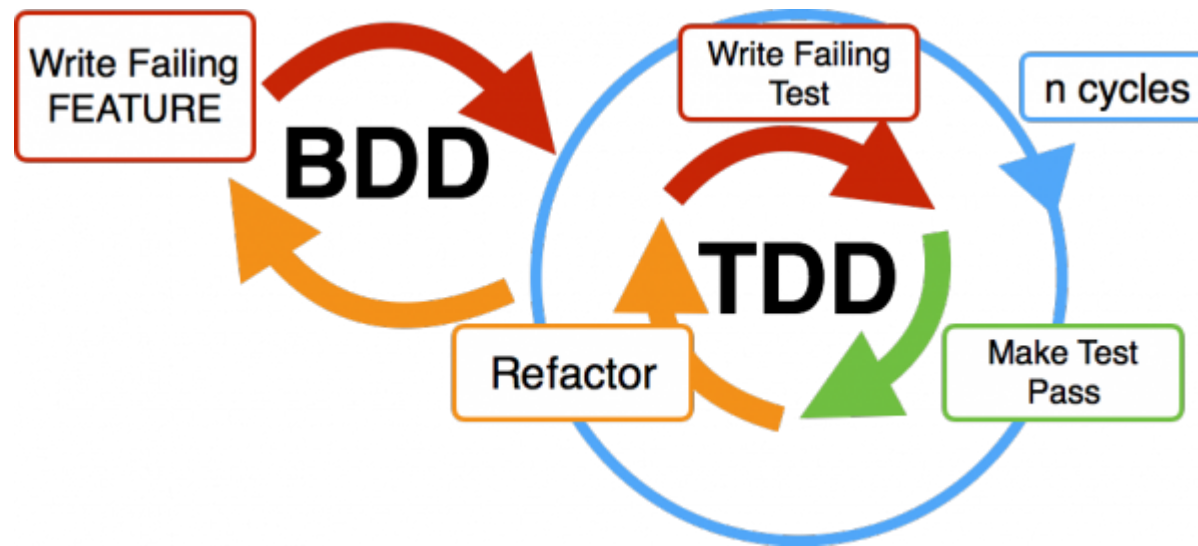 Write Failing
FEATURE
BDD
Write Failing
Test
n cycles
TDD
Refactor
Make Test
Pass